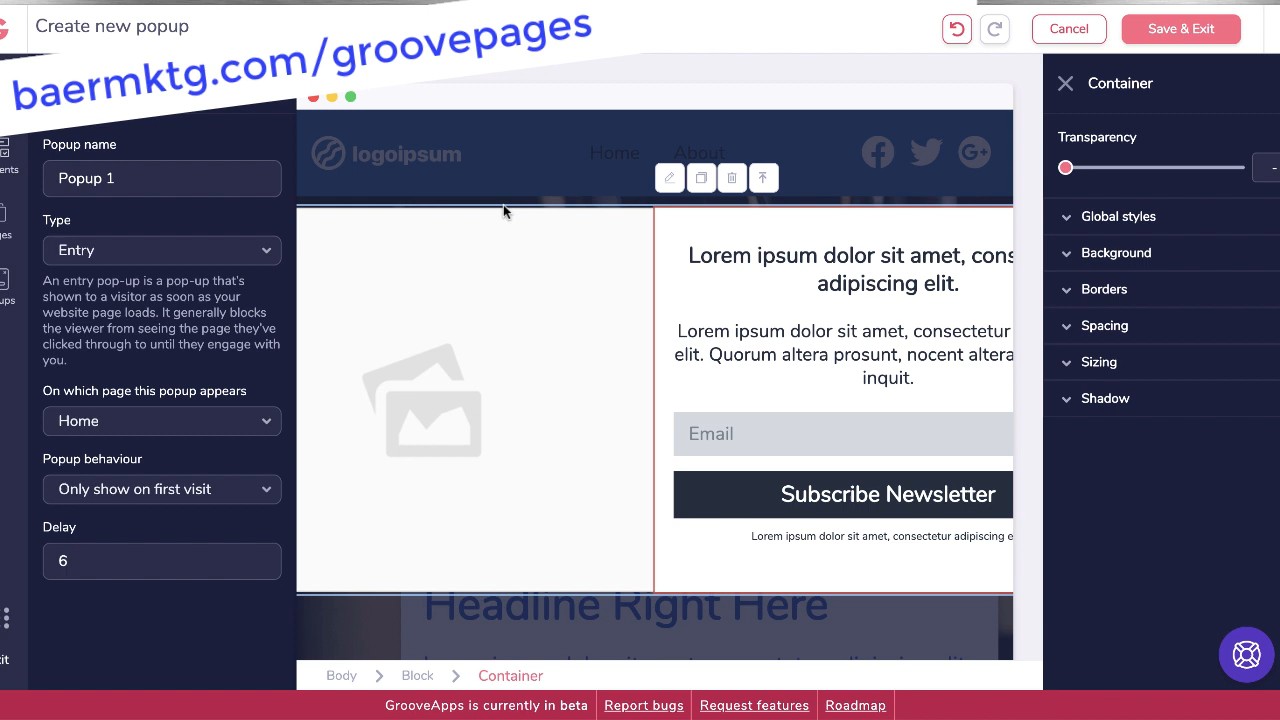 Create new popup
Cancel
Save & Exit
baermktg.com/groovepages
Container
logoipsum
Home
About
Popup name
Popup 1
Type
Entry
An entry pop-up is a pop-up that's
shown to a visitor as soon as your
website page loads. It generally blocks
the viewer from seeing the page they've
clicked through to until they engage with
you.
On which page this popup appears
Home
Popup behaviour
Only show on first visit
Delay
6
Lorem ipsum dolor sit amet, cons
adipiscing elit.
Lorem ipsum dolor sit amet, consectetur
elit. Quorum altera prosunt, nocent altera
inquit.
Email
Subscribe Newsletter
Lorem ipsum dolor sit amet, consectetur adipiscing e
Headline Right Here
Transparency
-
Global styles
Background
Borders
Spacing
Sizing
Shadow
Body
Block
Container
GrooveApps is currently in beta
Report bugs
Request features
Roadmap